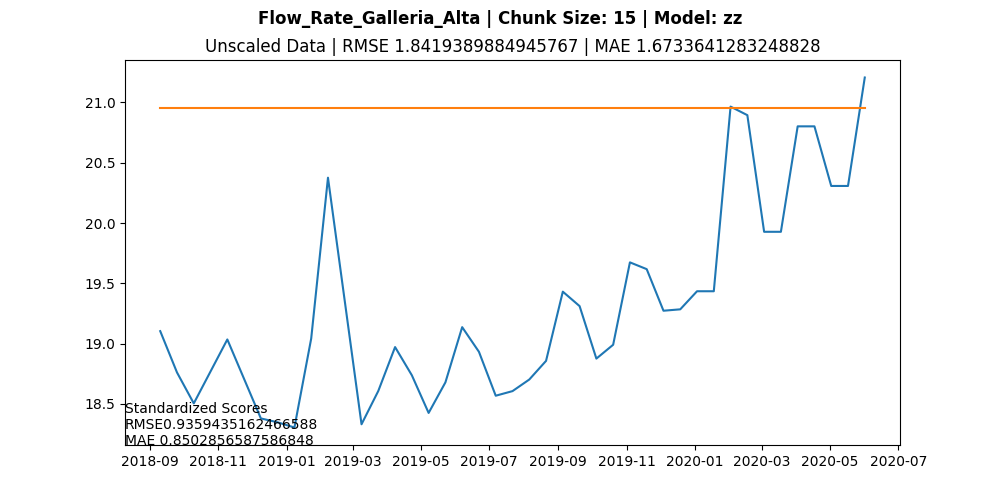 Flow_Rate_Galleria_Alta | Chunk Size: 15 | Model: zz
Unscaled Data | RMSE 1.8419389884945767 | MAE 1.6733641283248828
21.0
20.5
20.0
19.5
19.0
18.5
Standardized Scores
RMSE0.9359435162466588
MAE 0.8502856587586848
2018-09 2018-11 2019-01 2019-03 2019-05 2019-07 2019-09 2019-11 2020-01 2020-03 2020-05 2020-07